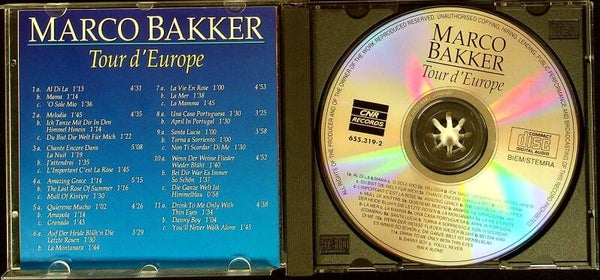 MARCO BAKKER
Tour d'Europe
1 a. Al Di La 1'13 4'31
b. Mama 1'14
c. 'O Sole Mio 1'36
2 a. Melodia 1'45 4'55
b. Ich Tanze Mit Dir In Den
Himmel Hinein 1'14
c. Du Bist Die Welt Für Mich 1'22
3 a. Chante Encore Dans 5'08
La Nuit 1'19
b. J'attendrai 1'35
c. L'Important C'est La Rose 1'45
4 a. Amazing Grace 1'14 5'15
b. The Last Rose Of Summer 1'16
c. Mull Of Kintyre 1'30
5 a. Quiereme Mucho 1'02 4'26
b. Amapola 1'14
c. Granada 1'43
6 a. Auf Der Heide Blüh'n Die 4'37
Letzte Rosen 1'30
b. La Montanara 1'44
7 a. La Vie En Rose 1'00 4'53
b. La Mer 1'38
c. La Mamma 1'45
8 a. Una Casa Portuguesa 1'30 3'25
b. April In Portugal 1'30
9 a. Santa Lucia 1'00 3'58
b. Torna a Sorriento 1'00
c. Non Ti Scordar Di Me 1'30
10 a. Wenn Der Weisse Flieder 4'52
Wieder Blüht 1'40
b. Bei Dir War Es Immer
So Schön 1'37
c. Die Ganze Welt Ist
Himmelblau 0'58
11 a. Drink To Me Only With 4'38
Thin Eyes 1'34
b. Danny Boy 1'04
c. You'll Never Walk Alone 1'45
MARCO
BAKKER
Tour d'Europe
CNR
RECORDS
655.319-2
COMPACT
disc
DIGITAL AUDIO
BIEM/STEMRA